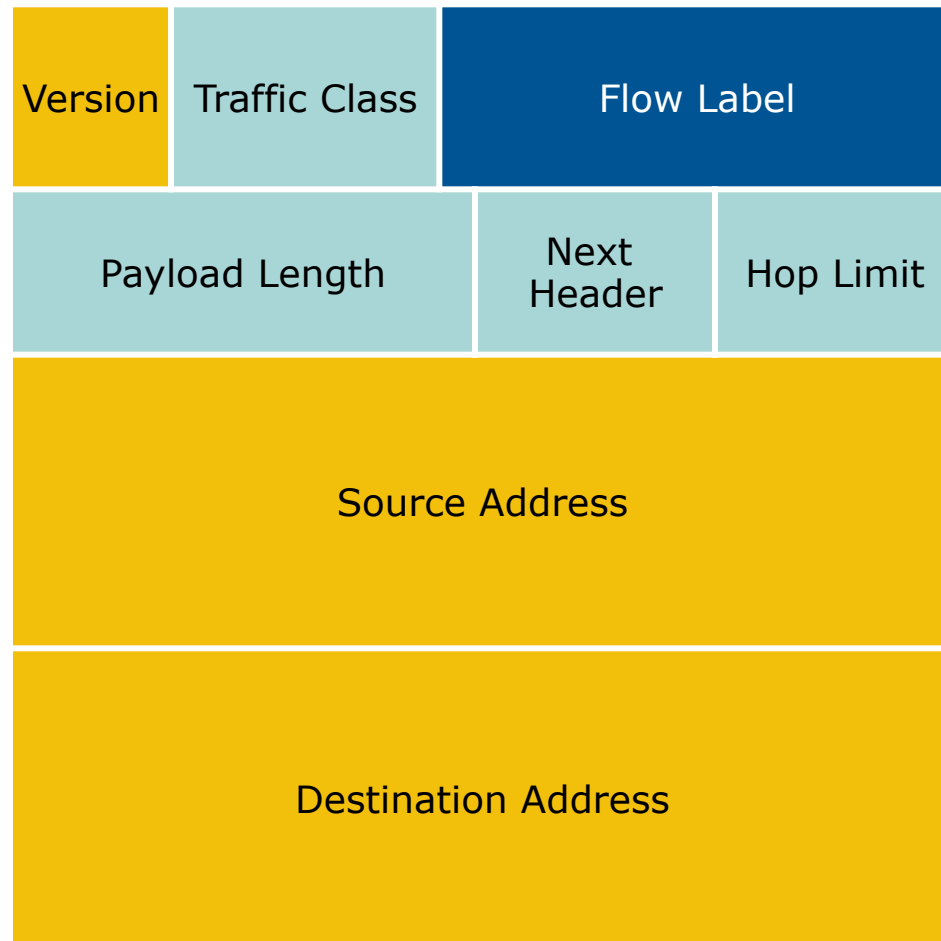 Version
Traffic Class
Flow Label
Payload Length
Next
Header
Hop Limit
Source Address
Destination Address